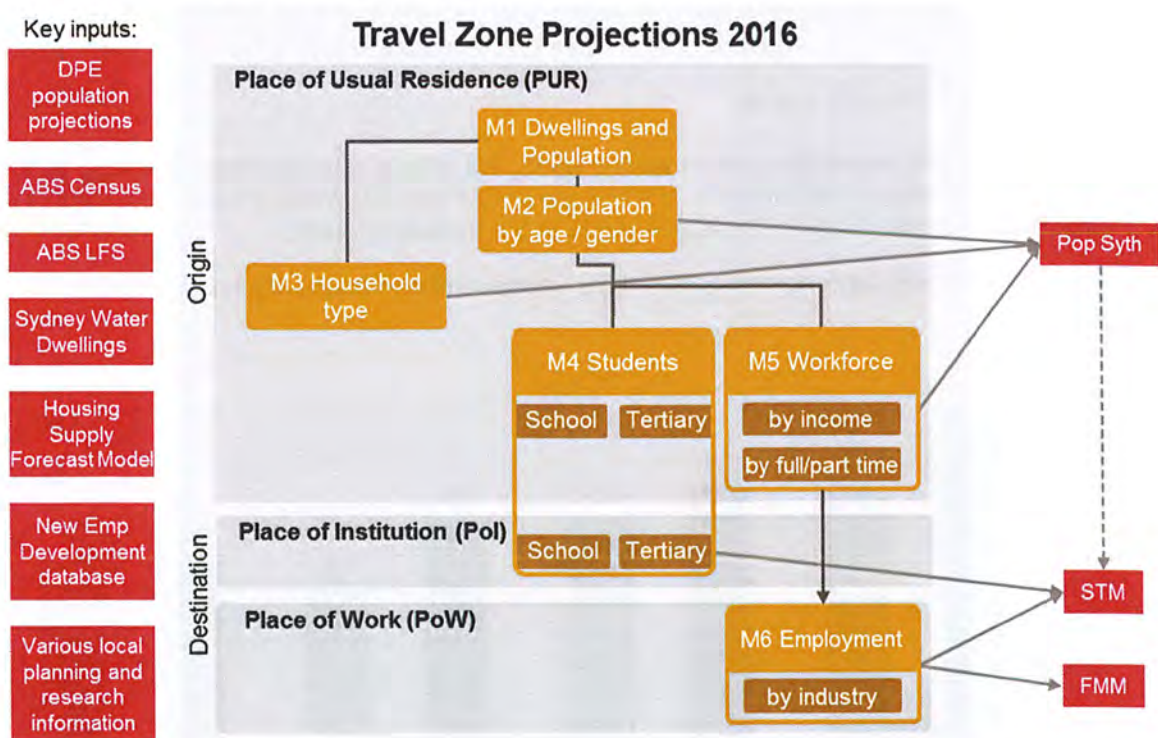 Key inputs:
DPE
population
projections
ABS Census
ABS LFS
Sydney Water
Dwellings
Housing
Supply
Forecast Model
New Emp
Development
database
Various local
planning and
research
information
Travel Zone Projections 2016
Place of Usual Residence (PUR)
Origin
M1 Dwellings and
Population
M2 Population
by age / gender
M3 Household
type
M4 Students
School
Tertiary
M5 Workforce
by income
by full/part time
Destination
Place of Institution (PoI)
School
Tertiary
Place of Work (PoW)
M6 Employment
by industry
Pop Syth
STM
FMM